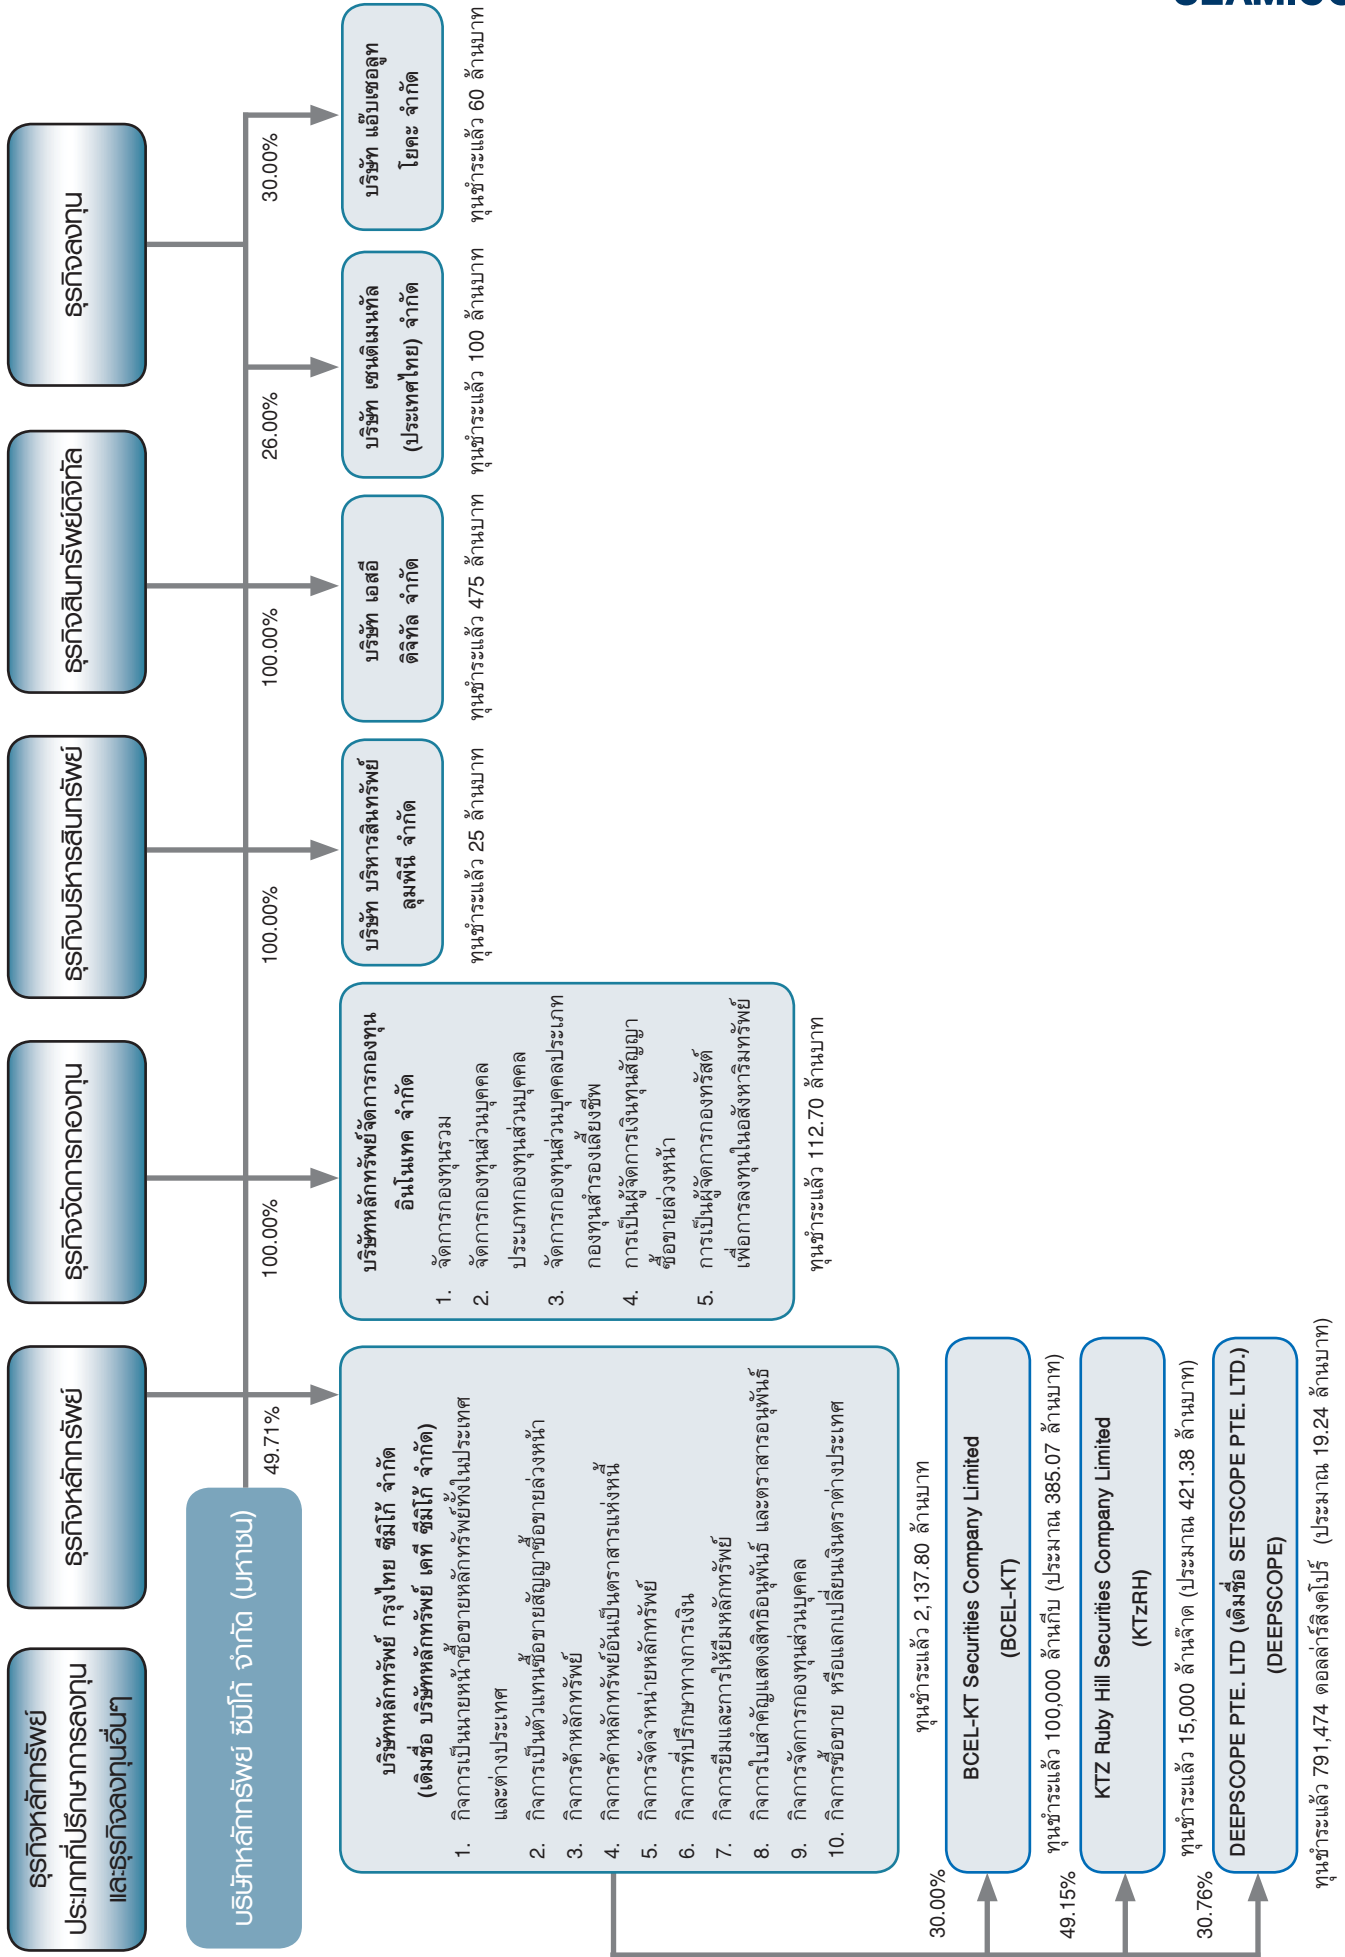 ธุรกิจหลักทรัพย์
ประเภทที่ปรึกษาการลงทุน
และธุรกิจลงทุนอื่นๆ
ธุรกิจหลักทรัพย์
ธุรกิจจัดการกองทุน
ธุรกิจบริหารสินทรัพย์
ธุรกิจสินทรัพย์ดิจิทัล
ธุรกิจลงทุน
บริษัทหลักทรัพย์ ซีมิโก้ จำกัด (มหาชน)
49.71%
100.00%
100.00%
100.00%
26.00%
30.00%
บริษัทหลักทรัพย์ กรุงไทย ซีมิโก้ จำกัด
(เดิมชื่อ บริษัทหลักทรัพย์ เคที ซีมิโก้ จำกัด)
1. กิจการเป็นนายหน้าซื้อขายหลักทรัพย์ทั้งในประเทศ
และต่างประเทศ
2. กิจการเป็นตัวแทนซื้อขายสัญญาซื้อขายล่วงหน้า
3. กิจการค้าหลักทรัพย์
4. กิจการค้าหลักทรัพย์อันเป็นตราสารแห่งหนี้
5. กิจการจัดจำหน่ายหลักทรัพย์
6. กิจการที่ปรึกษาทางการเงิน
7. กิจการยืมและการให้ยืมหลักทรัพย์
8. กิจการใบสำคัญแสดงสิทธิอนุพันธ์ และตราสารอนุพันธ์
9. กิจการจัดการกองทุนส่วนบุคคล
10. กิจการซื้อขาย หรือแลกเปลี่ยนเงินตราต่างประเทศ
ทุนชำระแล้ว 2,137.80 ล้านบาท
บริษัทหลักทรัพย์จัดการกองทุน
อินโนเทค จำกัด
1. จัดการกองทุนรวม
2. จัดการกองทุนส่วนบุคคล
ประเภทกองทุนส่วนบุคคล
3. จัดการกองทุนส่วนบุคคลประเภท
กองทุนสำรองเลี้ยงชีพ
4. การเป็นผู้จัดการเงินทุนสัญญา
ซื้อขายล่วงหน้า
5. การเป็นผู้จัดการกองทรัสต์
เพื่อการลงทุนในอสังหาริมทรัพย์
ทุนชำระแล้ว 112.70 ล้านบาท
บริษัท บริหารสินทรัพย์
ลุมพินี จำกัด
ทุนชำระแล้ว 25 ล้านบาท
บริษัท เอสอี
ดิจิทัล จำกัด
ทุนชำระแล้ว 475 ล้านบาท
บริษัท เซนติเมนทัล
(ประเทศไทย) จำกัด
ทุนชำระแล้ว 100 ล้านบาท
บริษัท แอ๊บเซอลูท
โยคะ จำกัด
ทุนชำระแล้ว 60 ล้านบาท
30.00%
BCEL-KT Securities Company Limited
(BCEL-KT)
ทุนชำระแล้ว 100,000 ล้านกีบ (ประมาณ 385.07 ล้านบาท)
49.15%
KTZ Ruby Hill Securities Company Limited
(KTzRH)
ทุนชำระแล้ว 15,000 ล้านจ๊าด (ประมาณ 421.38 ล้านบาท)
30.76%
DEEPSCOPE PTE. LTD (เดิมชื่อ SETSCOPE PTE. LTD.)
(DEEPSCOPE)
ทุนชำระแล้ว 791,474 ดอลล่าร์สิงคโปร์ (ประมาณ 19.24 ล้านบาท)